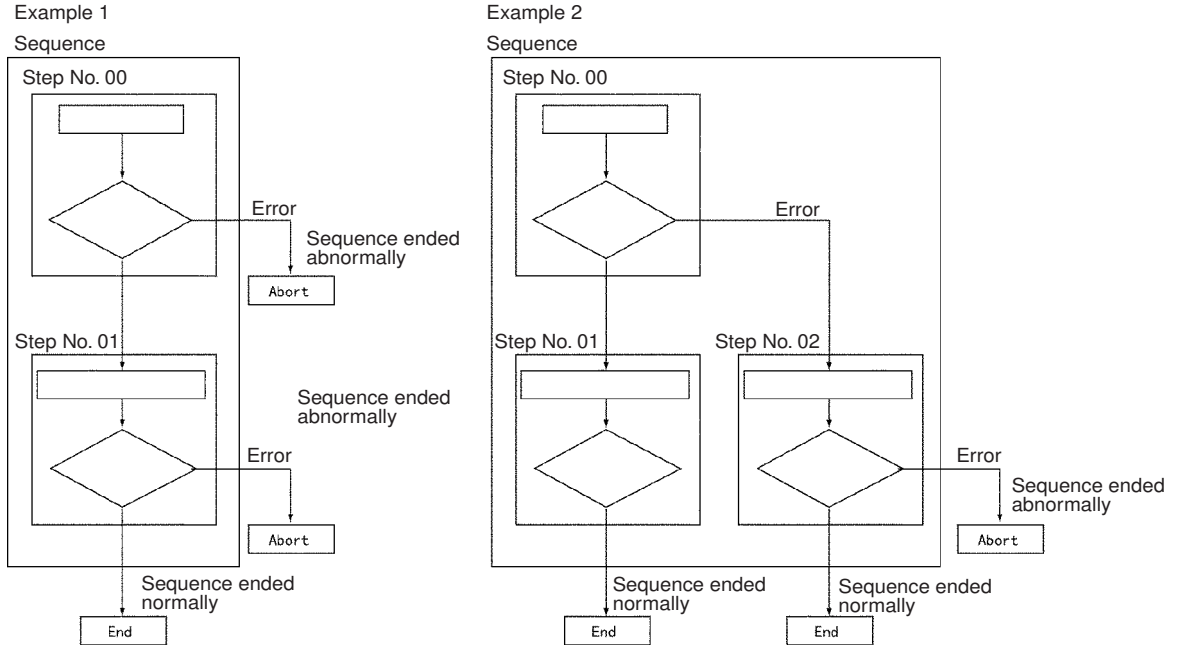 Example 1
Sequence
Step No. 00
Error
Sequence ended
abnormally
Abort
Step No. 01
Sequence ended
abnormally
Error
Abort
Sequence ended
normally
End
Example 2
Sequence
Step No. 00
Error
Step No. 01
Step No. 02
Error
Sequence ended
abnormally
Abort
Sequence ended
normally
End
Sequence ended
normally
End